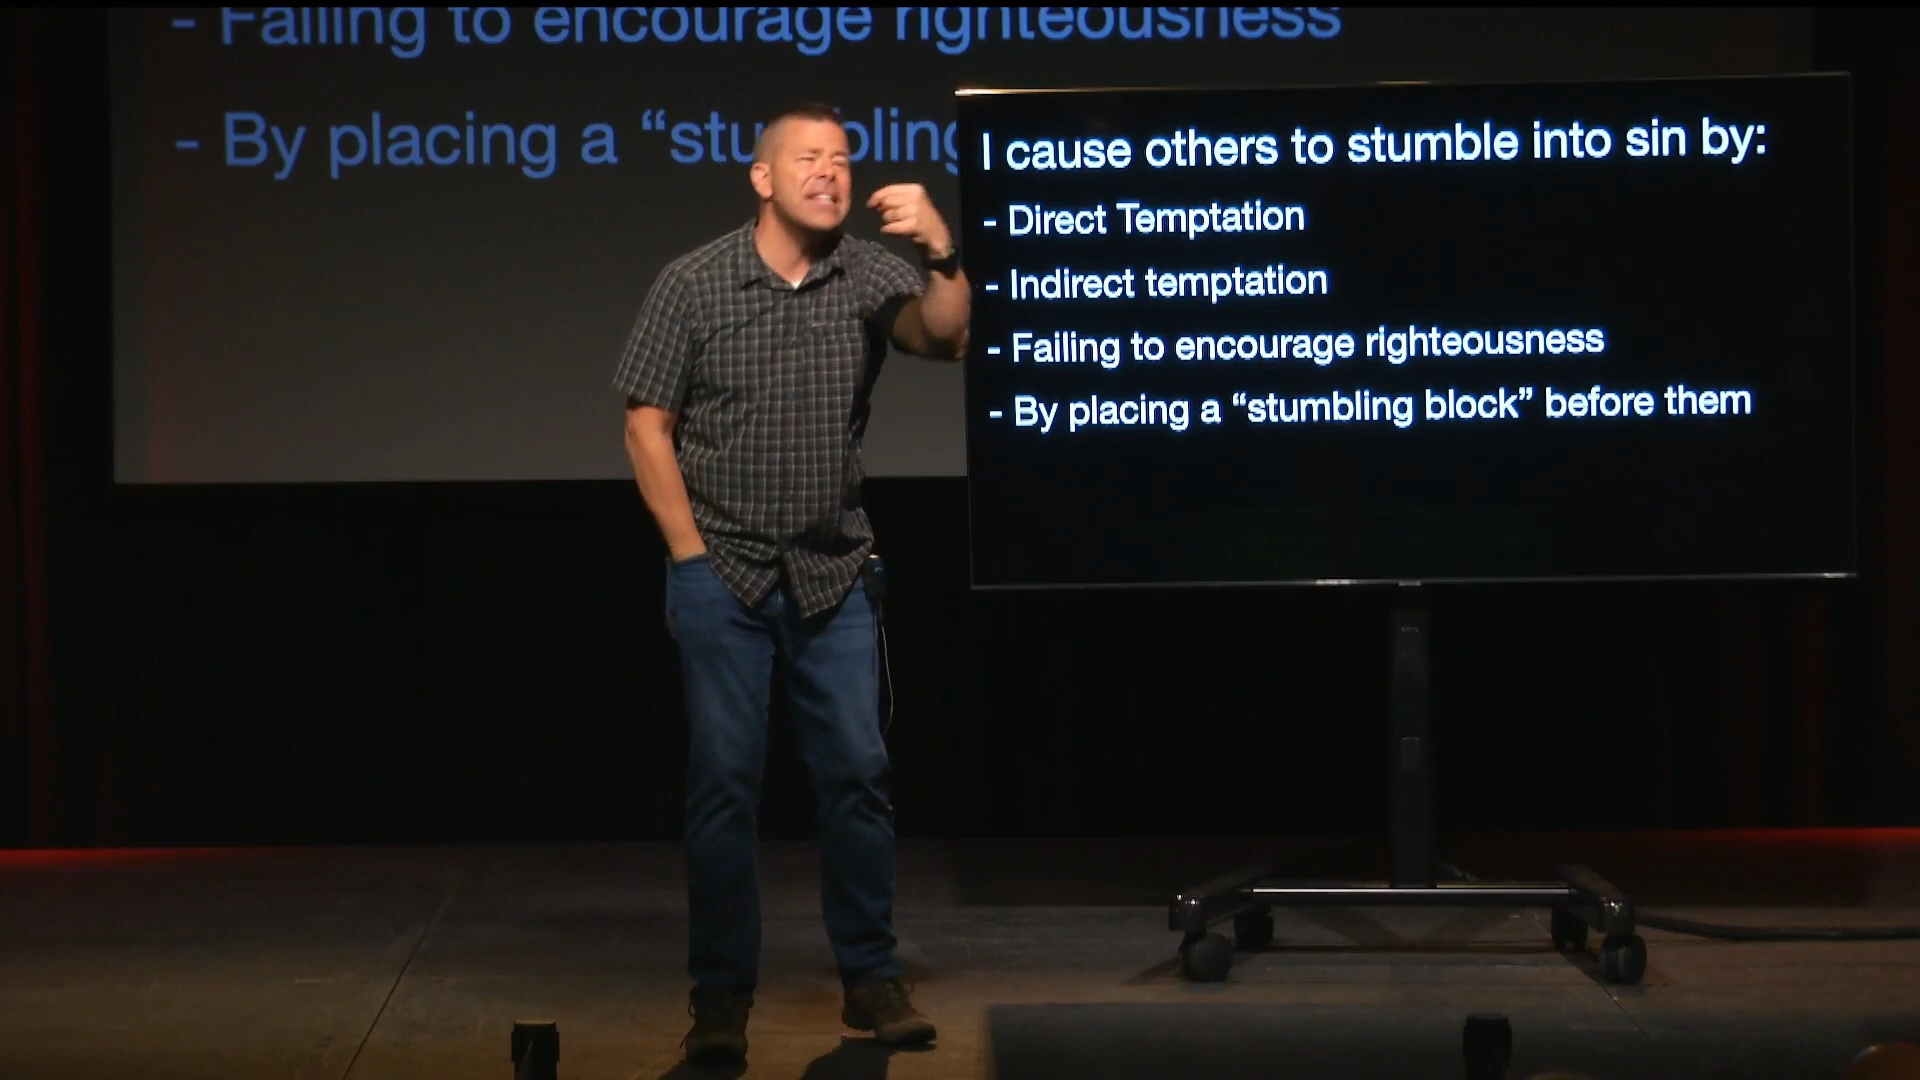 - Failing to encourage righteousness
- By placing a “stumbling
I cause others to stumble into sin by:
- Direct Temptation
- Indirect temptation
- Failing to encourage righteousness
- By placing a “stumbling block” before them